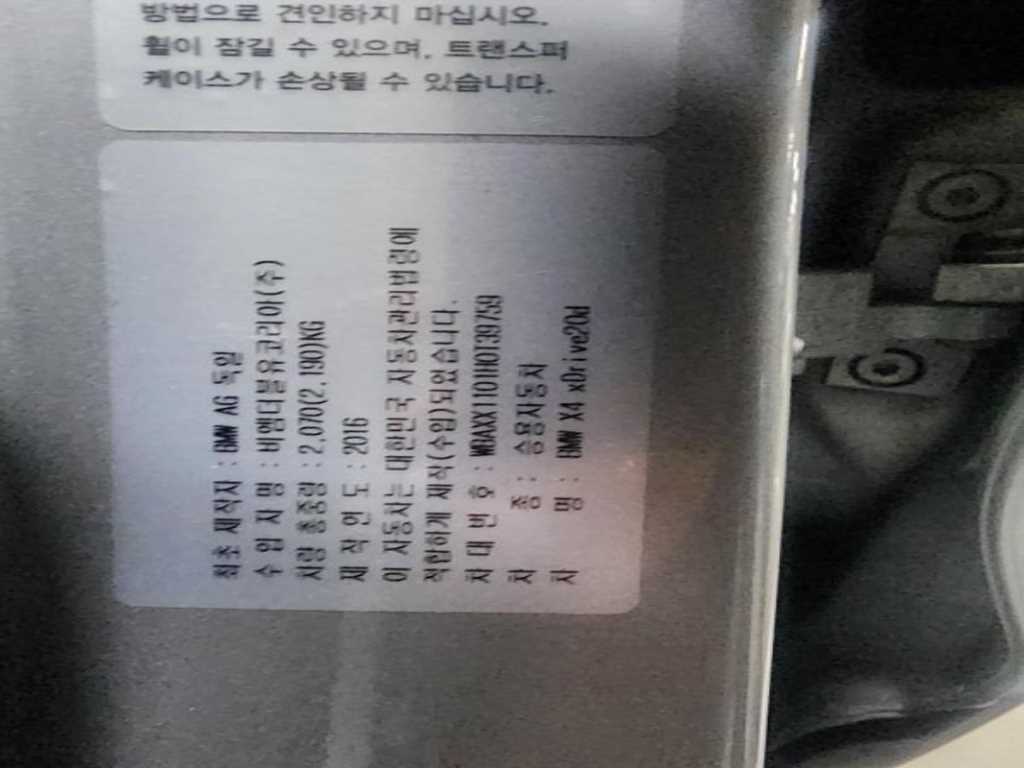 방법으로 견인하지 마십시오.
휠이 잠길 수 있으며, 트랜스퍼
케이스가 손상될 수 있습니다.
최초 제작자 : BMW AG 독일
수 입 자 명 : 비엠더블유코리아(주)
차량 총중량 : 2,070(2,190)KG
제 작 연 도 : 2016
이 자동차는 대한민국 자동차관리법령에
적합하게 제작(수입)되었습니다.
차 대 번 호 : WBAXX1101H0T39759
차 종 : 승용자동차
차 명 : BMW X4 xDrive20d